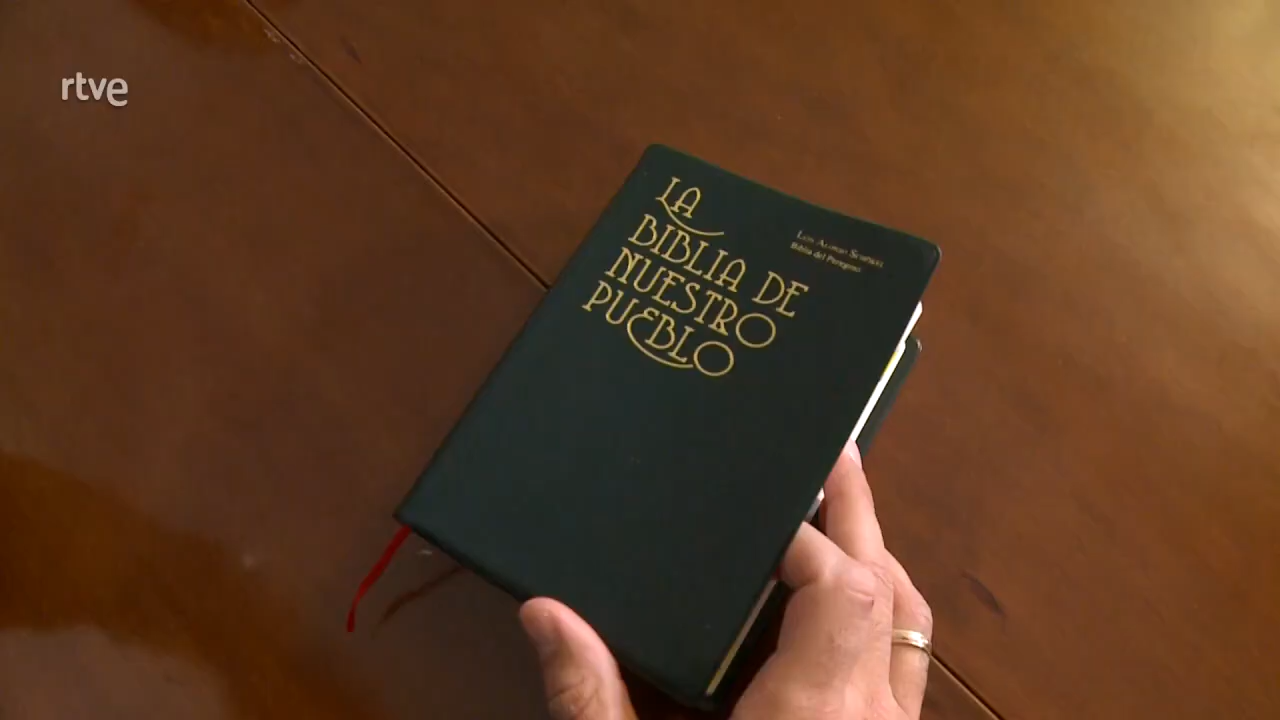 rtve
LA
BIBLIA DE
NUESTRO
PUEBLO
Luis Alonso Schökel
Biblia del Peregrino